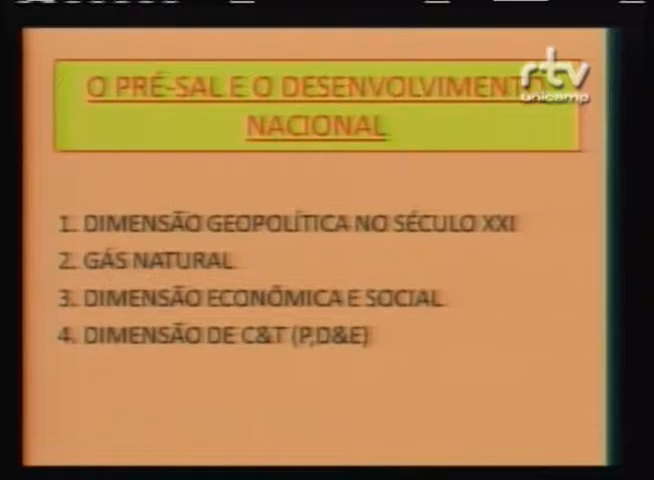 O PRÉ-SAL E O DESENVOLVIMENTO
NACIONAL
rtv
unicamp
1. DIMENSÃO GEOPOLÍTICA NO SÉCULO XXI
2. GÁS NATURAL
3. DIMENSÃO ECONÔMICA E SOCIAL
4. DIMENSÃO DE C&T (P,D&E)